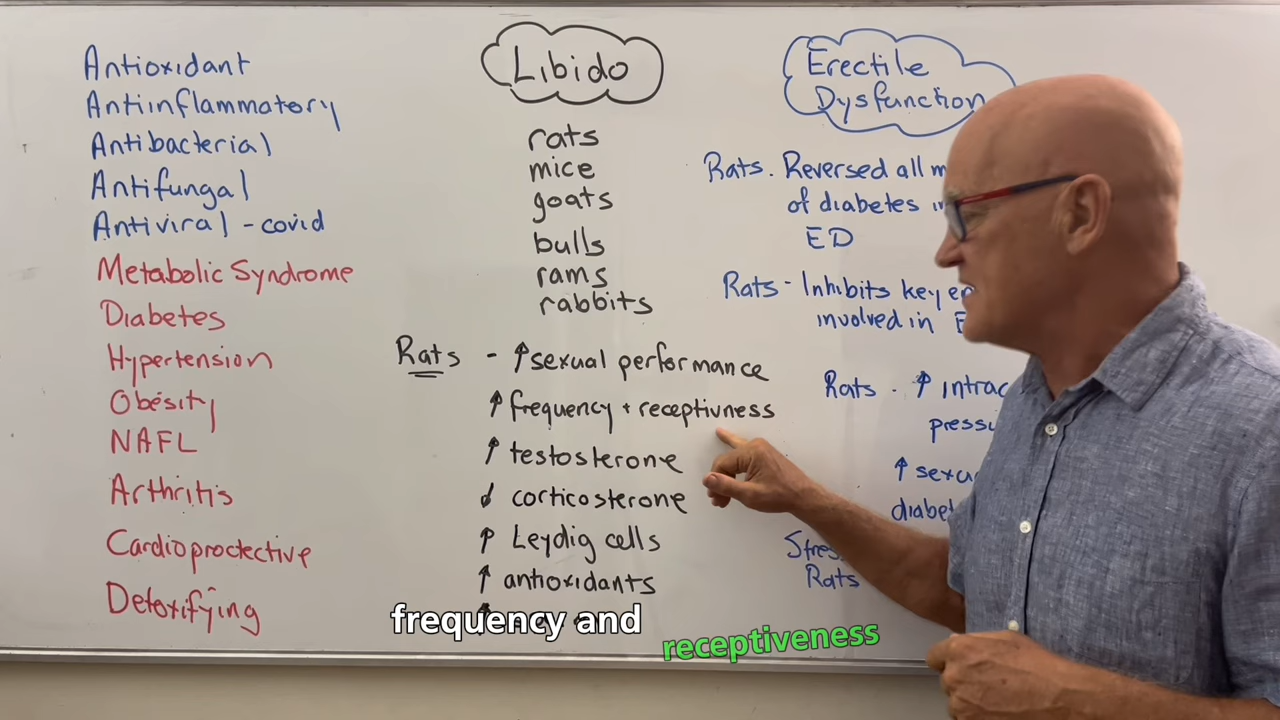 Antioxidant
Antiinflammatory
Antibacterial
Antifungal
Antiviral - covid
Metabolic Syndrome
Diabetes
Hypertension
Obesity
NAFL
Arthritis
Cardioproctective
Detoxifying
Libido
rats
mice
goats
bulls
rams
rabbits
Rats - ↑ sexual performance
↑ frequency + receptivness
↑ testosterone
↓ corticosterone
↑ Leydig cells
↑ antioxidants
Erectile
Dysfunction
Rats. Reversed all
of diabetes
ED
Rats - Inhibits key
involved in
Rats. ↑
↑
Rats
frequency and
receptiveness